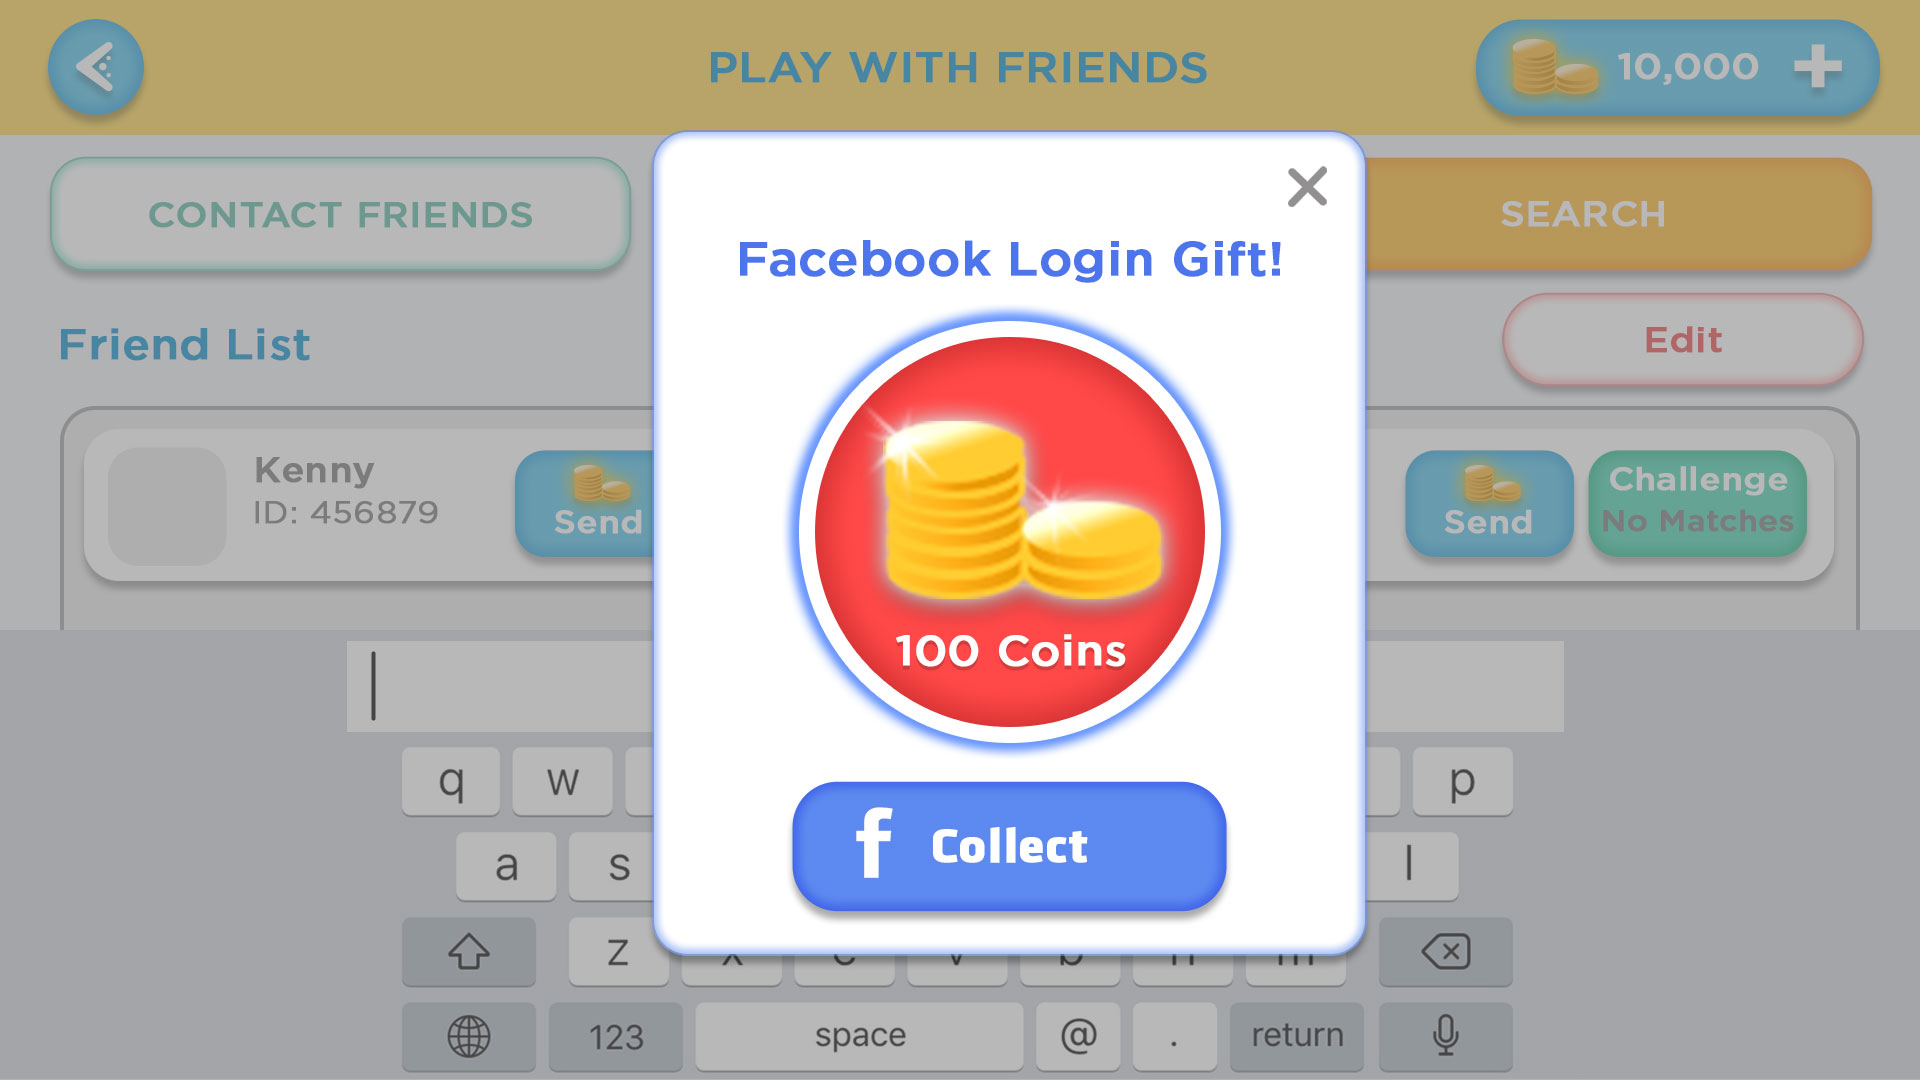 PLAY WITH FRIENDS
10,000
CONTACT FRIENDS
SEARCH
Facebook Login Gift!
Friend List
Edit
Kenny
ID: 456879
Send
Send
Challenge
No Matches
100 Coins
q w p
f Collect
a s l
z x c v b n m
123 space @ . return